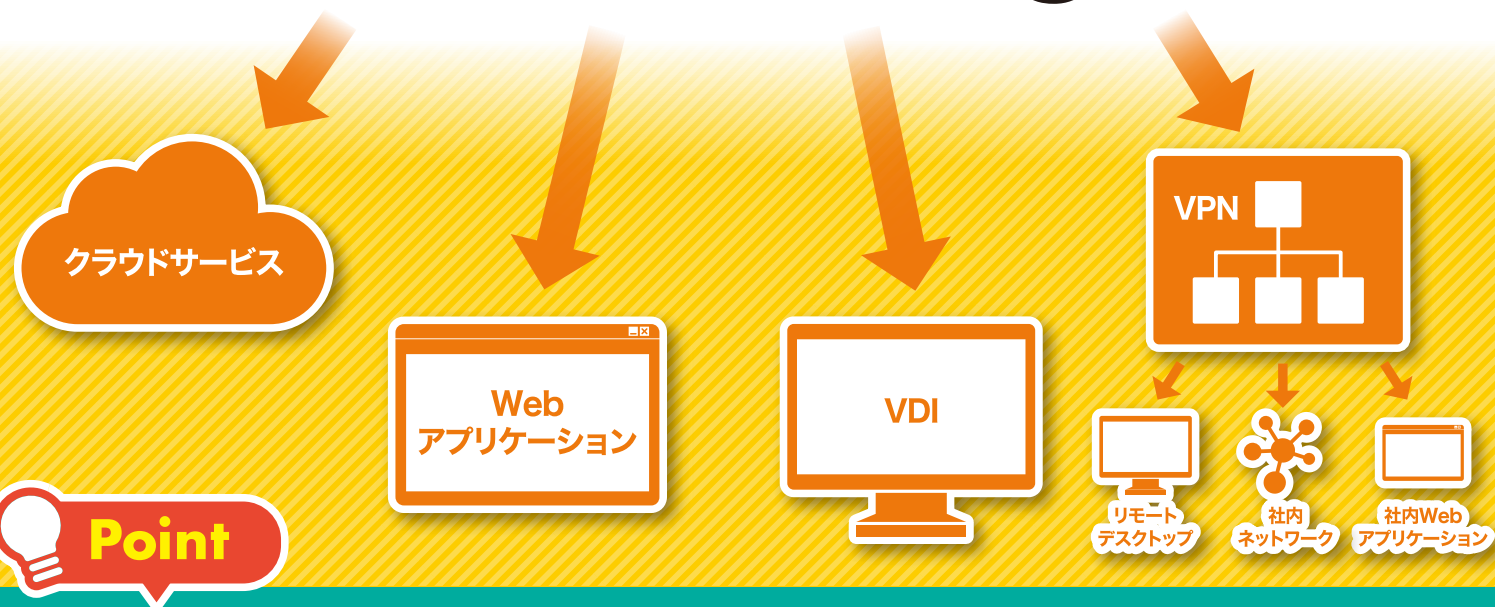 クラウドサービス
Web
アプリケーション
VDI
VPN
リモート
デスクトップ
社内
ネットワーク
社内Web
アプリケーション
Point